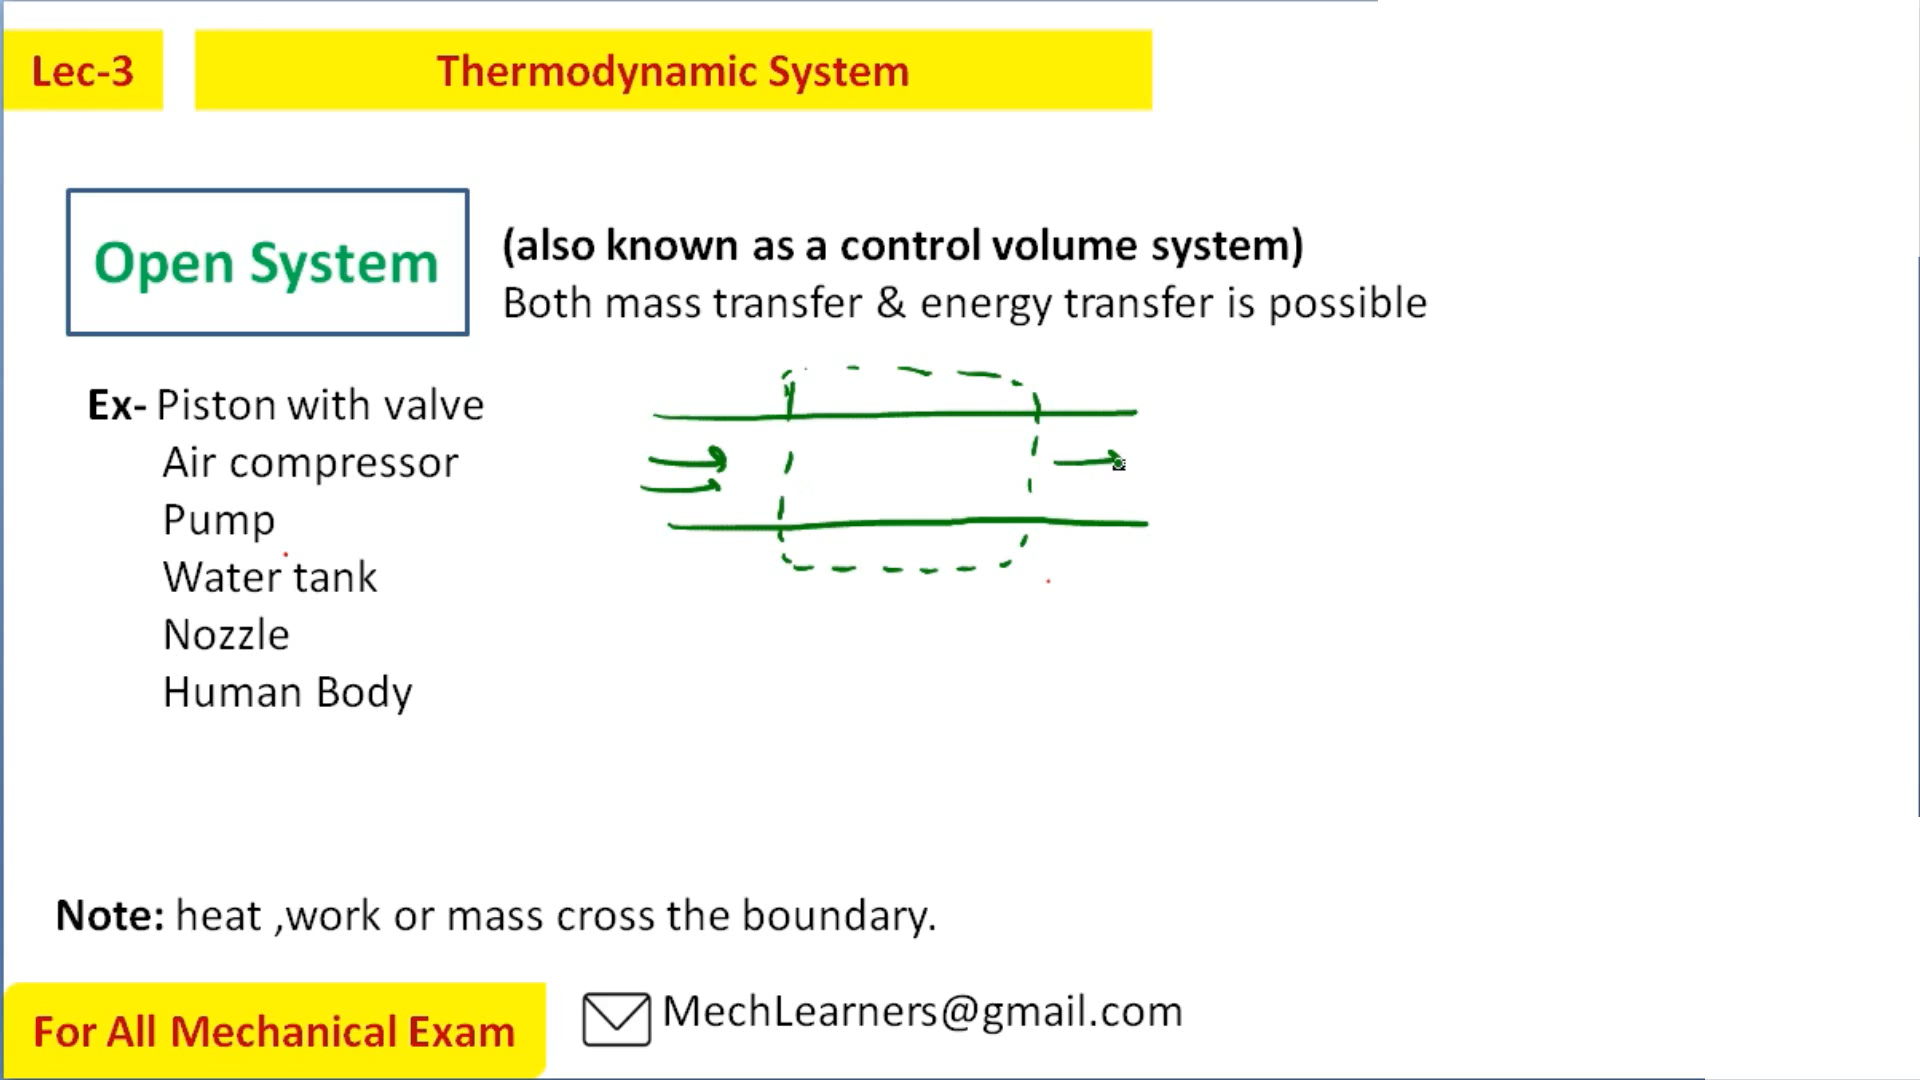 Lec-3
Thermodynamic System
Open System
(also known as a control volume system)
Both mass transfer & energy transfer is possible
Ex- Piston with valve
Air compressor
Pump
Water tank
Nozzle
Human Body
Note: heat ,work or mass cross the boundary.
For All Mechanical Exam
MechLearners@gmail.com